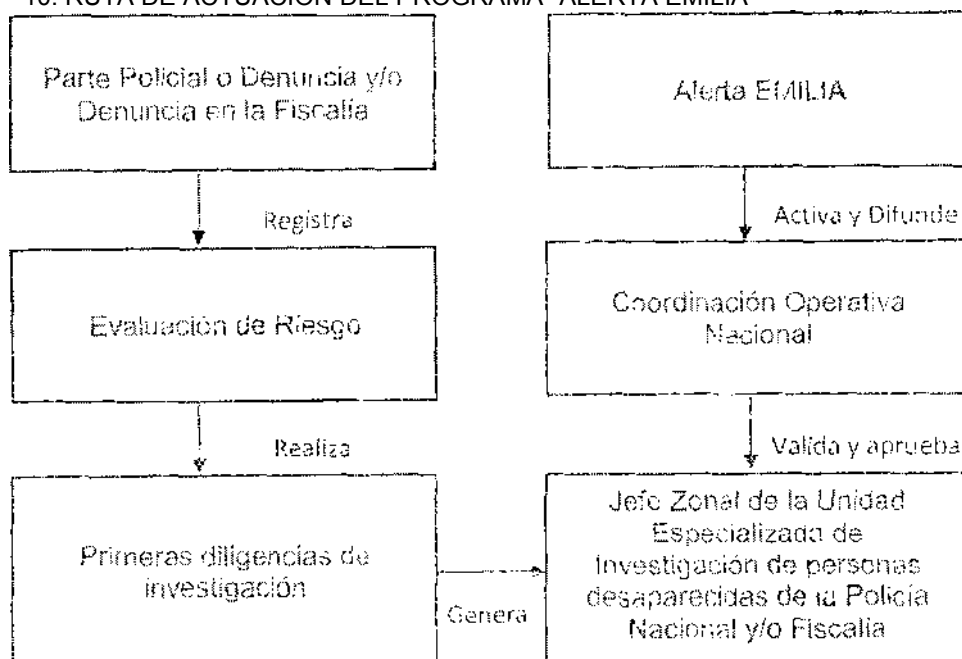 10. RUTA DE ACTUACIÓN DEL PROGRAMA "ALERTA EMILIA"
Parte Policial o Denuncia y/o
Denuncia en la Fiscalía
Registra
Evaluación de Riesgo
Realiza
Primeras diligencias de
investigación
Genera
Alerta EMILIA
Activa y Difunde
Coordinación Operativa
Nacional
Valida y aprueba
Jefe Zonal de la Unidad
Especializada de
Investigación de personas
desaparecidas de la Policía
Nacional y/o Fiscalía